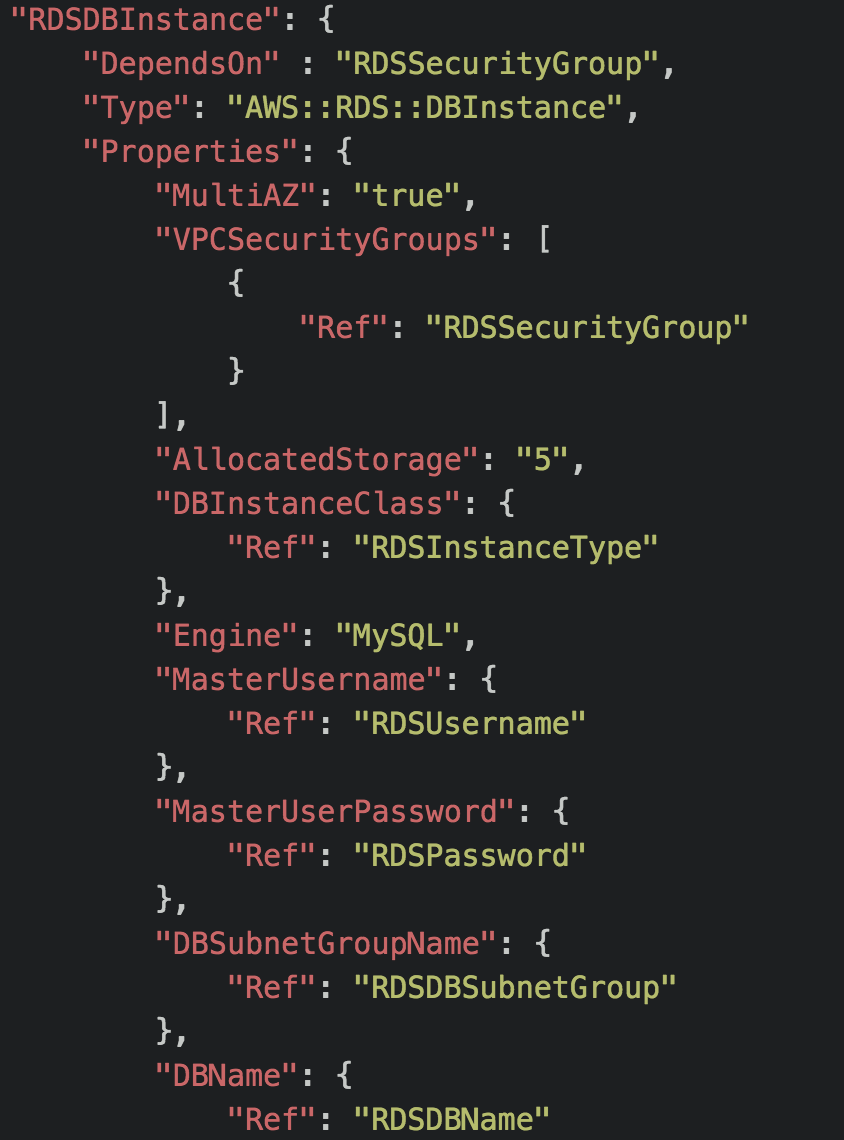 "RDSDBInstance": {
"DependsOn" : "RDSSecurityGroup",
"Type": "AWS::RDS::DBInstance",
"Properties": {
"MultiAZ": "true",
"VPCSecurityGroups": [
{
"Ref": "RDSSecurityGroup"
}
],
"AllocatedStorage": "5",
"DBInstanceClass": {
"Ref": "RDSInstanceType"
},
"Engine": "MySQL",
"MasterUsername": {
"Ref": "RDSUsername"
},
"MasterUserPassword": {
"Ref": "RDSPassword"
},
"DBSubnetGroupName": {
"Ref": "RDSDBSubnetGroup"
},
"DBName": {
"Ref": "RDSDBName"